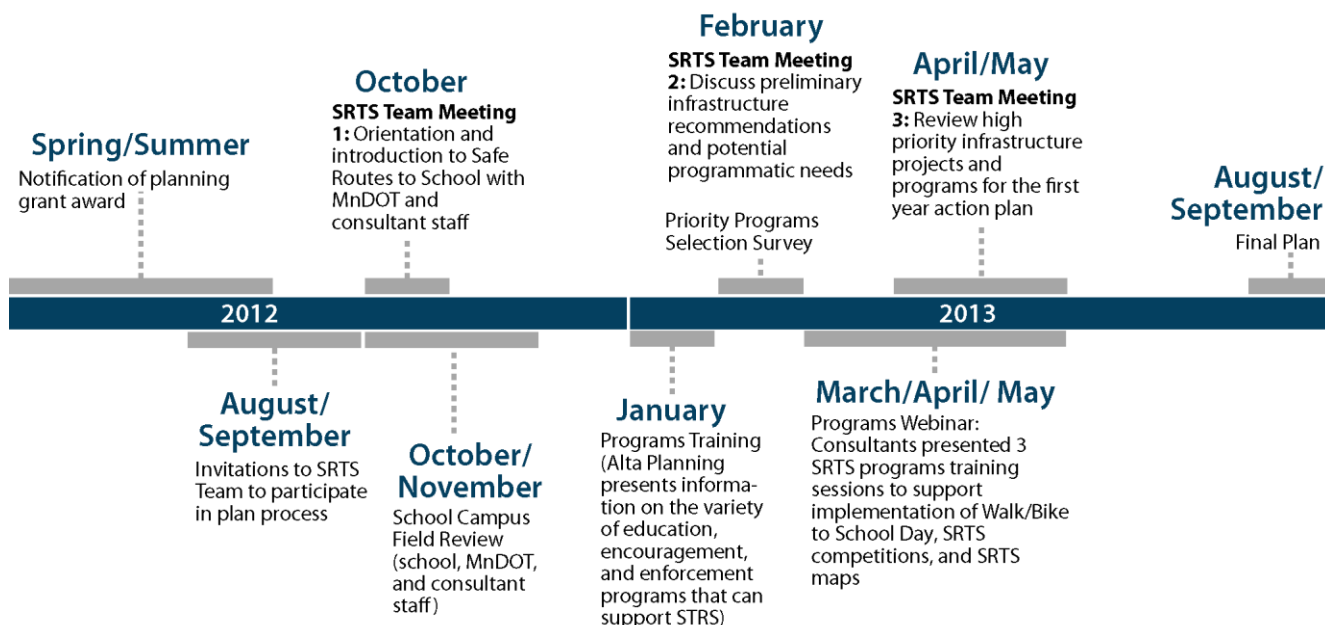 Spring/Summer
Notification of planning
grant award
October
SRTS Team Meeting
1: Orientation and
introduction to Safe
Routes to School with
MnDOT and
consultant staff
February
SRTS Team Meeting
2: Discuss preliminary
infrastructure
recommendations
and potential
programmatic needs
Priority Programs
Selection Survey
April/May
SRTS Team Meeting
3: Review high
priority infrastructure
projects and
programs for the first
year action plan
August/
September
Final Plan
2012
2013
August/
September
Invitations to SRTS
Team to participate
in plan process
October/
November
School Campus
Field Review
(school, MnDOT,
and consultant
staff)
January
Programs Training
(Alta Planning
presents informa-
tion on the variety
of education,
encouragement,
and enforcement
programs that can
support STRS)
March/April/ May
Programs Webinar:
Consultants presented 3
SRTS programs training
sessions to support
implementation of Walk/Bike
to School Day, SRTS
competitions, and SRTS
maps